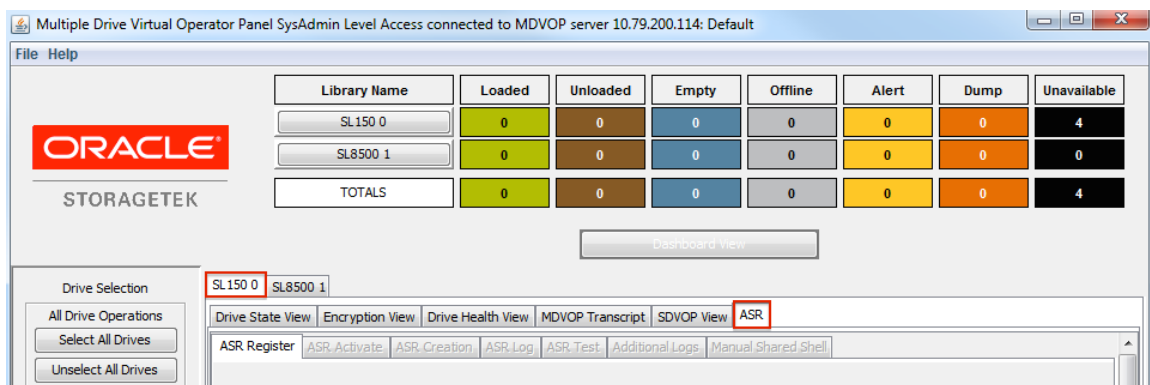 Multiple Drive Virtual Operator Panel SysAdmin Level Access connected to MDVOP server 10.79.200.114: Default
File Help
Library Name Loaded Unloaded Empty Offline Alert Dump Unavailable
SL150 0 0 0 0 0 0 0 4
SL8500 1 0 0 0 0 0 0 0
TOTALS 0 0 0 0 0 0 4
ORACLE
STORAGETEK
Dashboard View
Drive Selection
All Drive Operations
Select All Drives
Unselect All Drives
SL150 0 SL8500 1
Drive State View Encryption View Drive Health View MDVOP Transcript SDVOP View ASR
ASR Register ASR Activate ASR Creation ASR Log ASR Test Additional Logs Manual Shared Shell